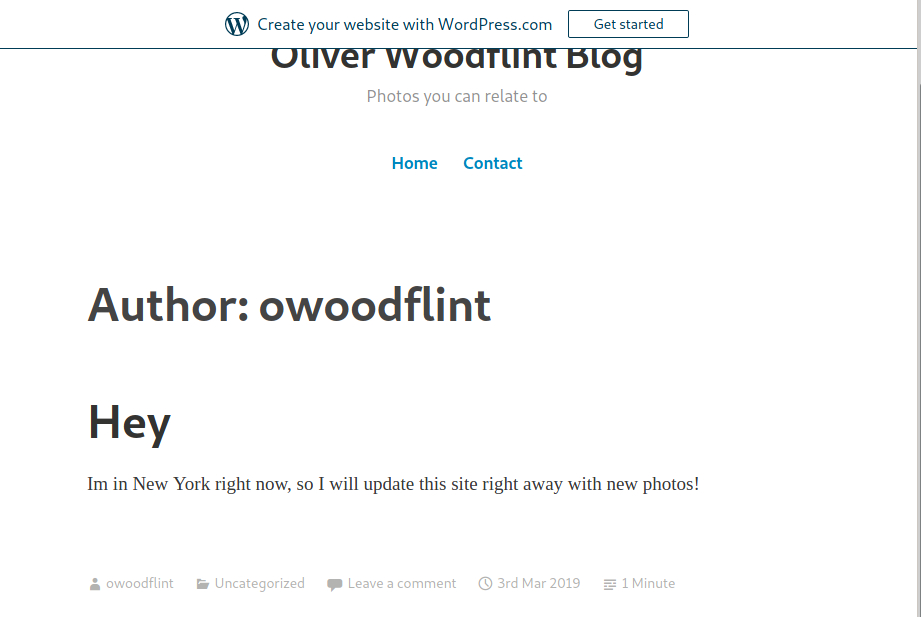 Create your website with WordPress.com Get started
Oliver Woodflint Blog
Photos you can relate to
Home Contact
Author: owoodflint
Hey
Im in New York right now, so I will update this site right away with new photos!
owoodflint Uncategorized Leave a comment 3rd Mar 2019 1 Minute